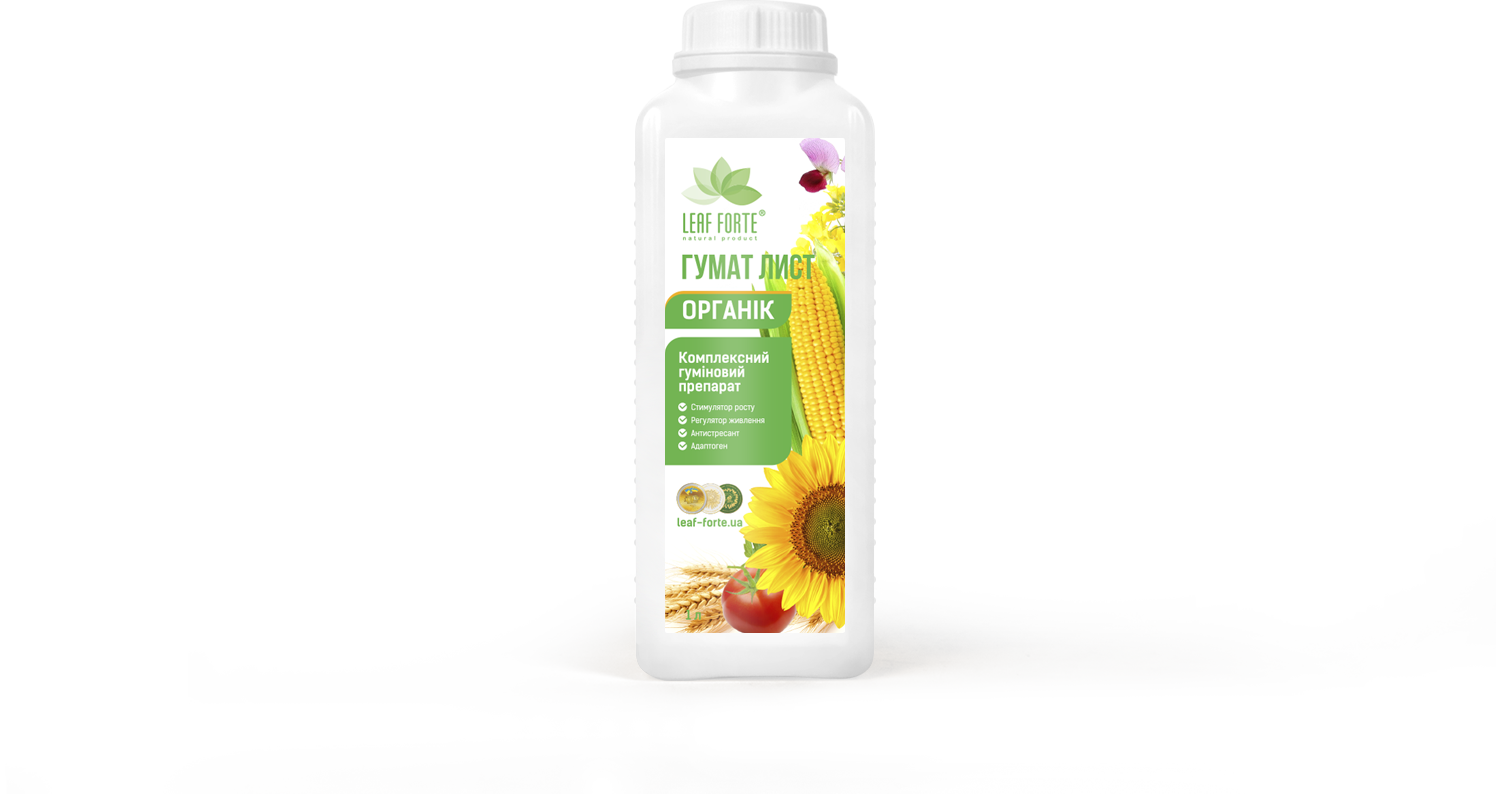 LEAF FORTE®
natural product
ГУМАТ ЛИСТ
ОРГАНІК
Комплексний
гуміновий
препарат
Стимулятор росту
Регулятор живлення
Антистресант
Адаптоген
leaf-forte.ua
1 л